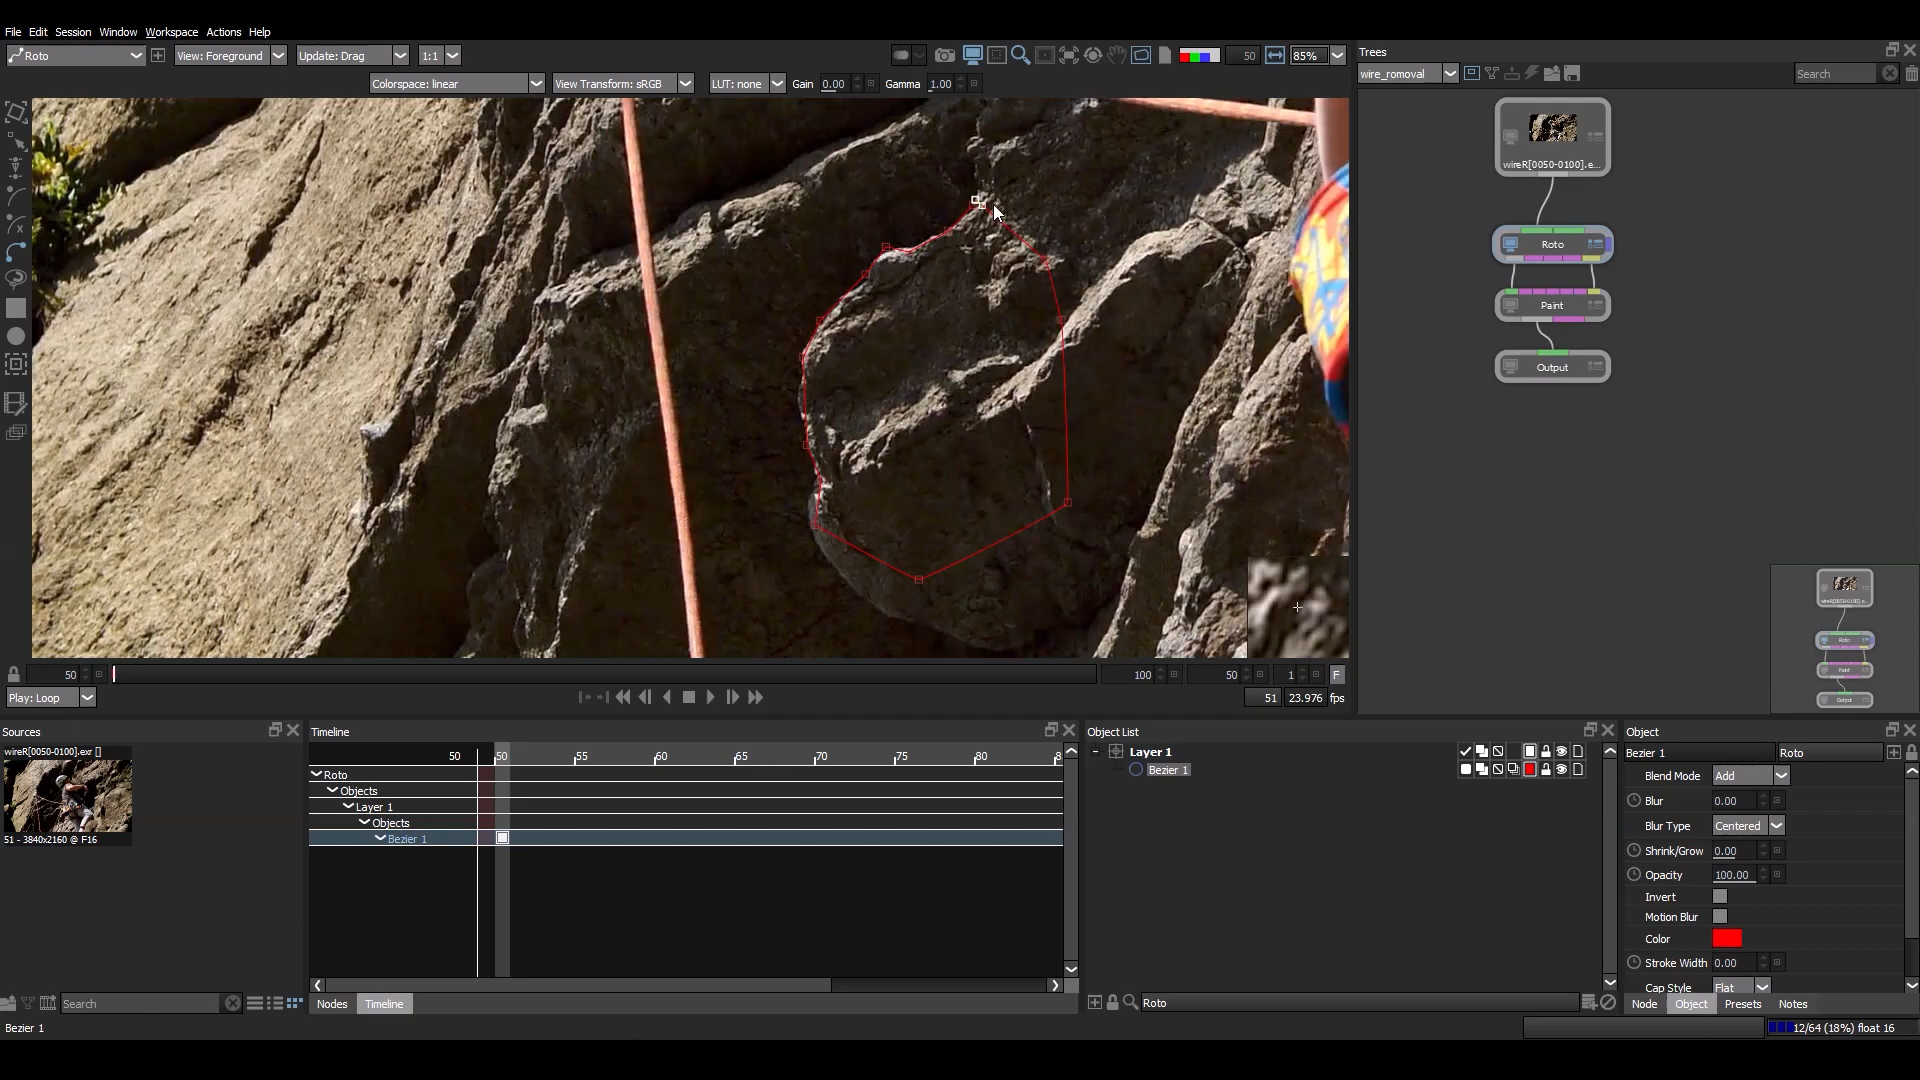 File Edit Session Window Workspace Actions Help
Roto View: Foreground Update: Drag 1:1 50 85%
Colorspace: linear View Transform: sRGB LUT: none Gain 0.00 Gamma 1.00
Trees
wire_romoval Search
wireR[0050-0100].e...
Roto
Paint
Output
50 100 50 1 F
Play: Loop 51 23.976 fps
Sources
wireR[0050-0100].exr []
51 - 3840x2160 @ F16
Search
Timeline
50 50 55 60 65 70 75 80 8
Roto
Objects
Layer 1
Objects
Bezier 1
Nodes Timeline
Object List
Layer 1
Bezier 1
Roto
Object
Bezier 1 Roto
Blend Mode Add
Blur 0.00
Blur Type Centered
Shrink/Grow 0.00
Opacity 100.00
Invert
Motion Blur
Color
Stroke Width 0.00
Cap Style Flat
Node Object Presets Notes
Bezier 1 12/64 (18%) float 16